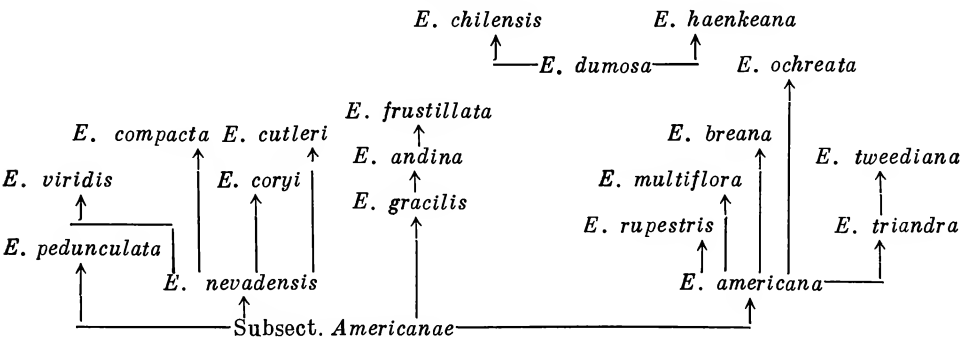 E. chilensis E. haenkeana
E. dumosa E. ochreata
E. frustillata
E. compacta E. cutleri E. breana
E. andina E. tweediana
E. viridis E. coryi E. multiflora
E. gracilis
E. rupestris E. triandra
E. pedunculata
E. nevadensis E. americana
Subsect. Americanae